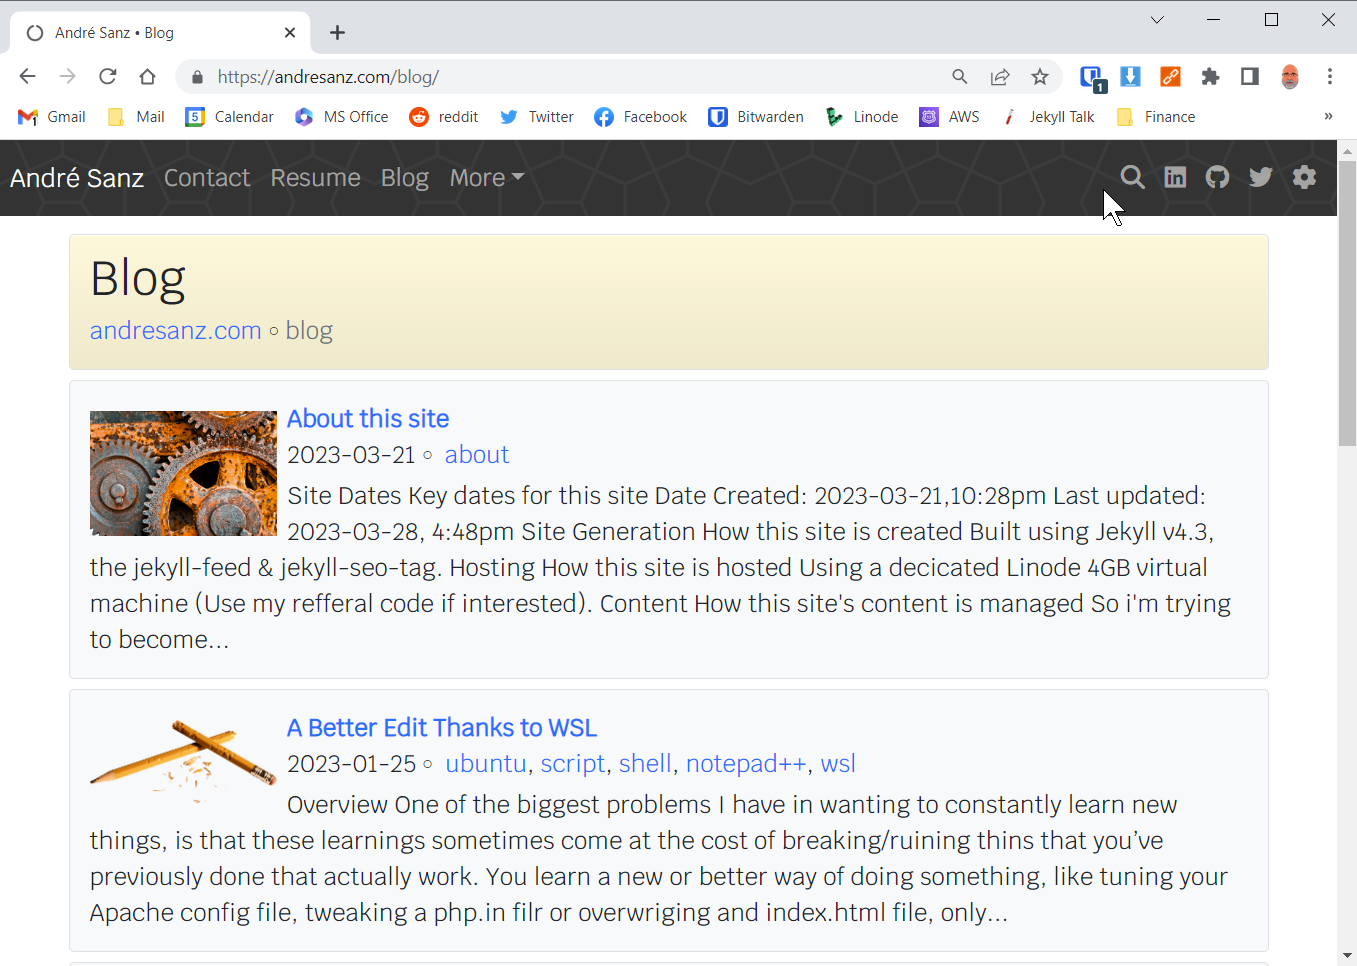 André Sanz • Blog
https://andresanz.com/blog/
1
Gmail Mail 5 Calendar MS Office reddit Twitter Facebook Bitwarden Linode AWS Jekyll Talk Finance »
André Sanz Contact Resume Blog More in
Blog
andresanz.com ○ blog
About this site
2023-03-21 ○ about
Site Dates Key dates for this site Date Created: 2023-03-21,10:28pm Last updated:
2023-03-28, 4:48pm Site Generation How this site is created Built using Jekyll v4.3,
the jekyll-feed & jekyll-seo-tag. Hosting How this site is hosted Using a decicated Linode 4GB virtual
machine (Use my refferal code if interested). Content How this site's content is managed So i'm trying
to become...
A Better Edit Thanks to WSL
2023-01-25 ○ ubuntu, script, shell, notepad++, wsl
Overview One of the biggest problems I have in wanting to constantly learn new
things, is that these learnings sometimes come at the cost of breaking/ruining thins that you’ve
previously done that actually work. You learn a new or better way of doing something, like tuning your
Apache config file, tweaking a php.in filr or overwriging and index.html file, only...